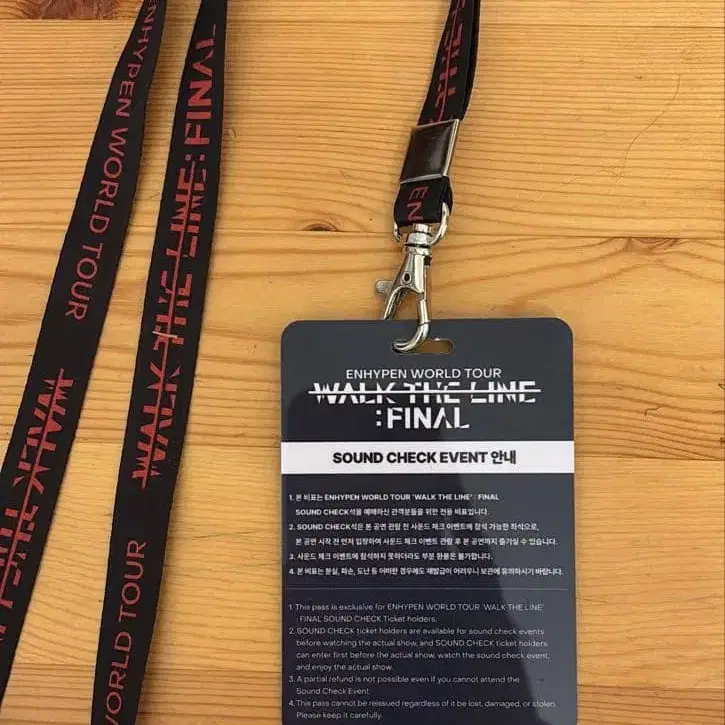 ENHYPEN WORLD TOUR
WALK
WALK THE LINE : FINAL
WORLD TOUR
EN
ENHYPEN WORLD TOUR
WALK THE LINE
: FINAL
SOUND CHECK EVENT 안내
1. 본 비표는 ENHYPEN WORLD TOUR 'WALK THE LINE' : FINAL
SOUND CHECK석을 예매하신 관객분들을 위한 전용 비표입니다.
2. SOUND CHECK석은 본 공연 관람 전 사운드 체크 이벤트에 참석 가능한 좌석으로,
본 공연 시작 전 먼저 입장하여 사운드 체크 이벤트 관람 후 본 공연까지 즐기실 수 있습니다.
3. 사운드 체크 이벤트에 참석하지 못하더라도 부분 환불은 불가합니다.
4. 본 비표는 분실, 파손, 도난 등 어떠한 경우에도 재발급이 어려우니 보관에 유의하시기 바랍니다.
1. This pass is exclusive for ENHYPEN WORLD TOUR 'WALK THE LINE'
: FINAL SOUND CHECK Ticket holders.
2. SOUND CHECK ticket holders are available for sound check events
before watching the actual show, and SOUND CHECK ticket holders
can enter first before the actual show, watch the sound check event,
and enjoy the actual show.
3. A partial refund is not possible even if you cannot attend the
Sound Check Event.
4. This pass cannot be reissued regardless of it be lost, damaged, or stolen.
Please keep it carefully.